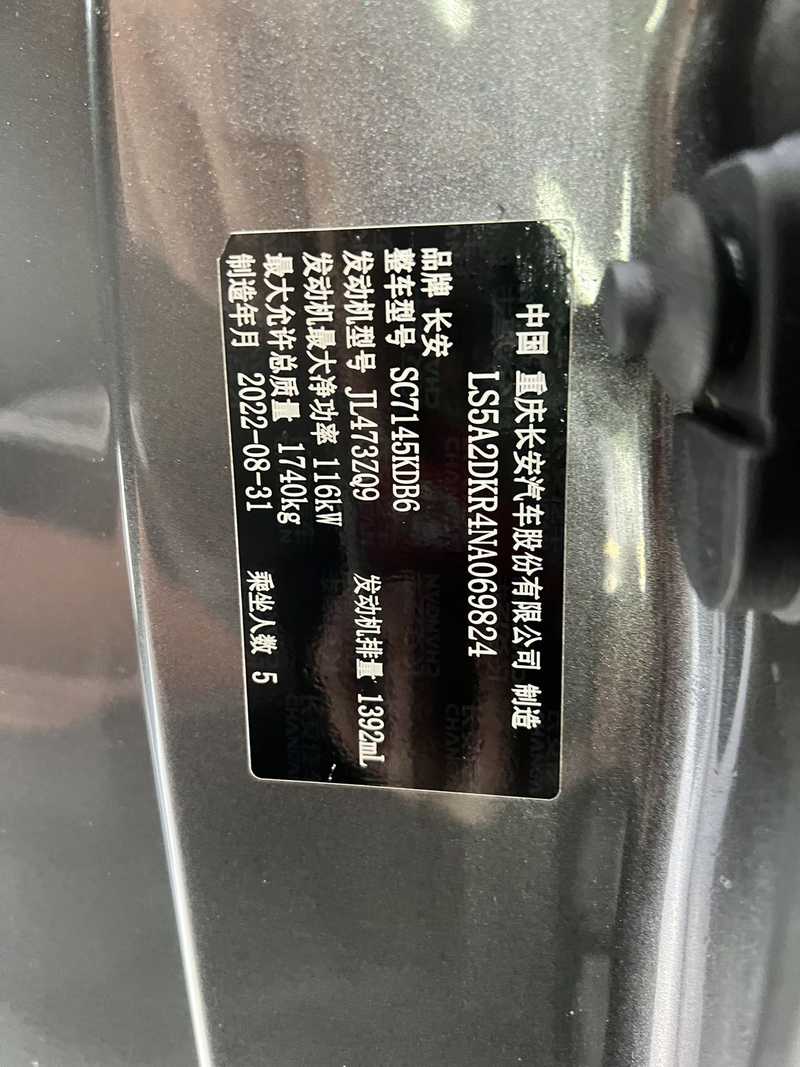 中国 重庆长安汽车股份有限公司 制造
LS5A2DKR4NA069824
品牌 长安
整车型号 SC7145KDB6
发动机型号 JL473ZQ9 发动机排量 1392mL
发动机最大净功率 116kW
最大允许总质量 1740kg
制造年月 2022-08-31 乘坐人数 5